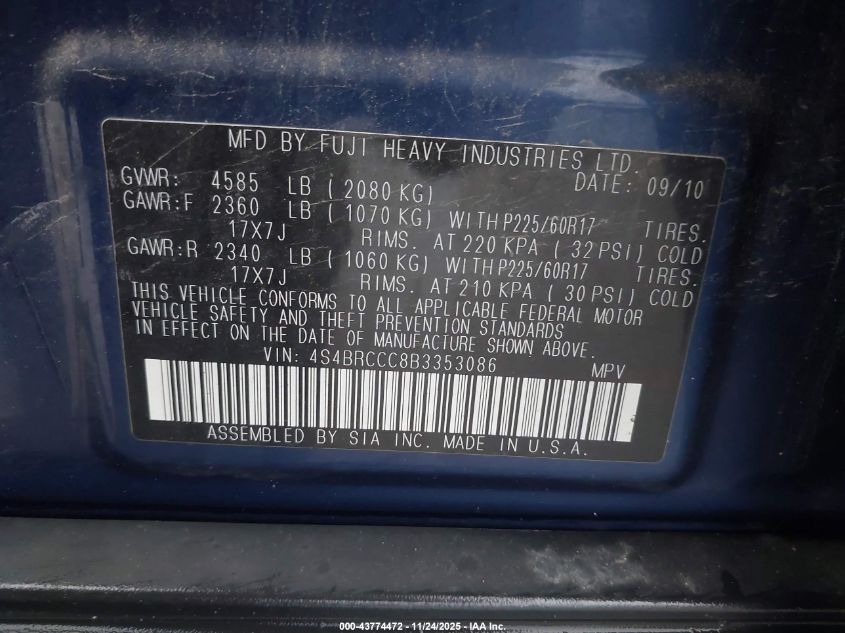 MFD BY FUJI HEAVY INDUSTRIES LTD.
GVWR: 4585 LB ( 2080 KG) DATE: 09/10
GAWR:F 2360 LB ( 1070 KG) WITH P225/60R17 TIRES.
17X7J RIMS. AT 220 KPA ( 32 PSI) COLD
GAWR:R 2340 LB ( 1060 KG) WITH P225/60R17 TIRES.
17X7J RIMS. AT 210 KPA ( 30 PSI) COLD
THIS VEHICLE CONFORMS TO ALL APPLICABLE FEDERAL MOTOR
VEHICLE SAFETY AND THEFT PREVENTION STANDARDS
IN EFFECT ON THE DATE OF MANUFACTURE SHOWN ABOVE.
VIN: 4S4BRCCC8B3353086 MPV
ASSEMBLED BY SIA INC. MADE IN U.S.A.
000-43774472 — 11/24/2025 — IAA Inc.